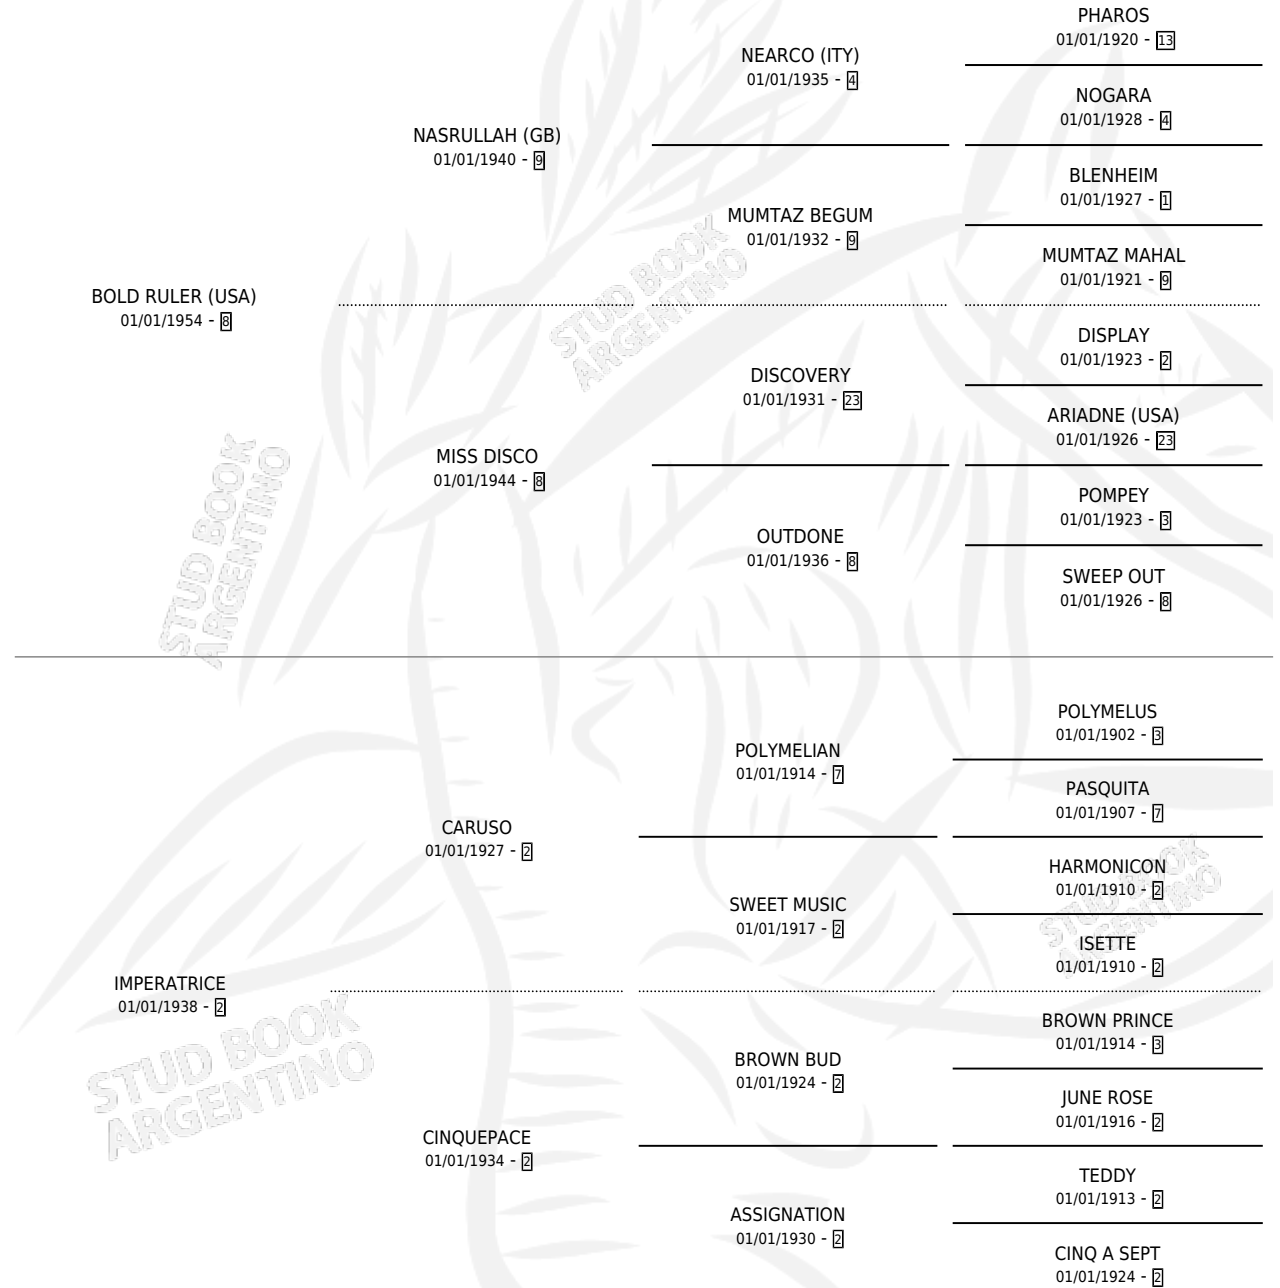 PHAROS
01/01/1920 - 13
NEARCO (ITY)
01/01/1935 - 4
NOGARA
01/01/1928 - 4
NASRULLAH (GB)
01/01/1940 - 9
BLENHEIM
01/01/1927 - 1
MUMTAZ BEGUM
01/01/1932 - 9
MUMTAZ MAHAL
01/01/1921 - 9
BOLD RULER (USA)
01/01/1954 - 8
STUD BOOK
ARGENTINO
DISPLAY
01/01/1923 - 2
DISCOVERY
01/01/1931 - 23
ARIADNE (USA)
01/01/1926 - 23
MISS DISCO
01/01/1944 - 8
POMPEY
01/01/1923 - 3
OUTDONE
01/01/1936 - 8
SWEEP OUT
01/01/1926 - 8
STUD BOOK
ARGENTINO
POLYMELUS
01/01/1902 - 3
POLYMELIAN
01/01/1914 - 7
PASQUITA
01/01/1907 - 7
CARUSO
01/01/1927 - 2
HARMONICON
01/01/1910 - 2
SWEET MUSIC
01/01/1917 - 2
ISETTE
01/01/1910 - 2
STUD BOOK
ARGENTINO
IMPERATRICE
01/01/1938 - 2
BROWN PRINCE
01/01/1914 - 3
BROWN BUD
01/01/1924 - 2
JUNE ROSE
01/01/1916 - 2
STUD BOOK
ARGENTINO
CINQUEPACE
01/01/1934 - 2
TEDDY
01/01/1913 - 2
ASSIGNATION
01/01/1930 - 2
CINQ A SEPT
01/01/1924 - 2